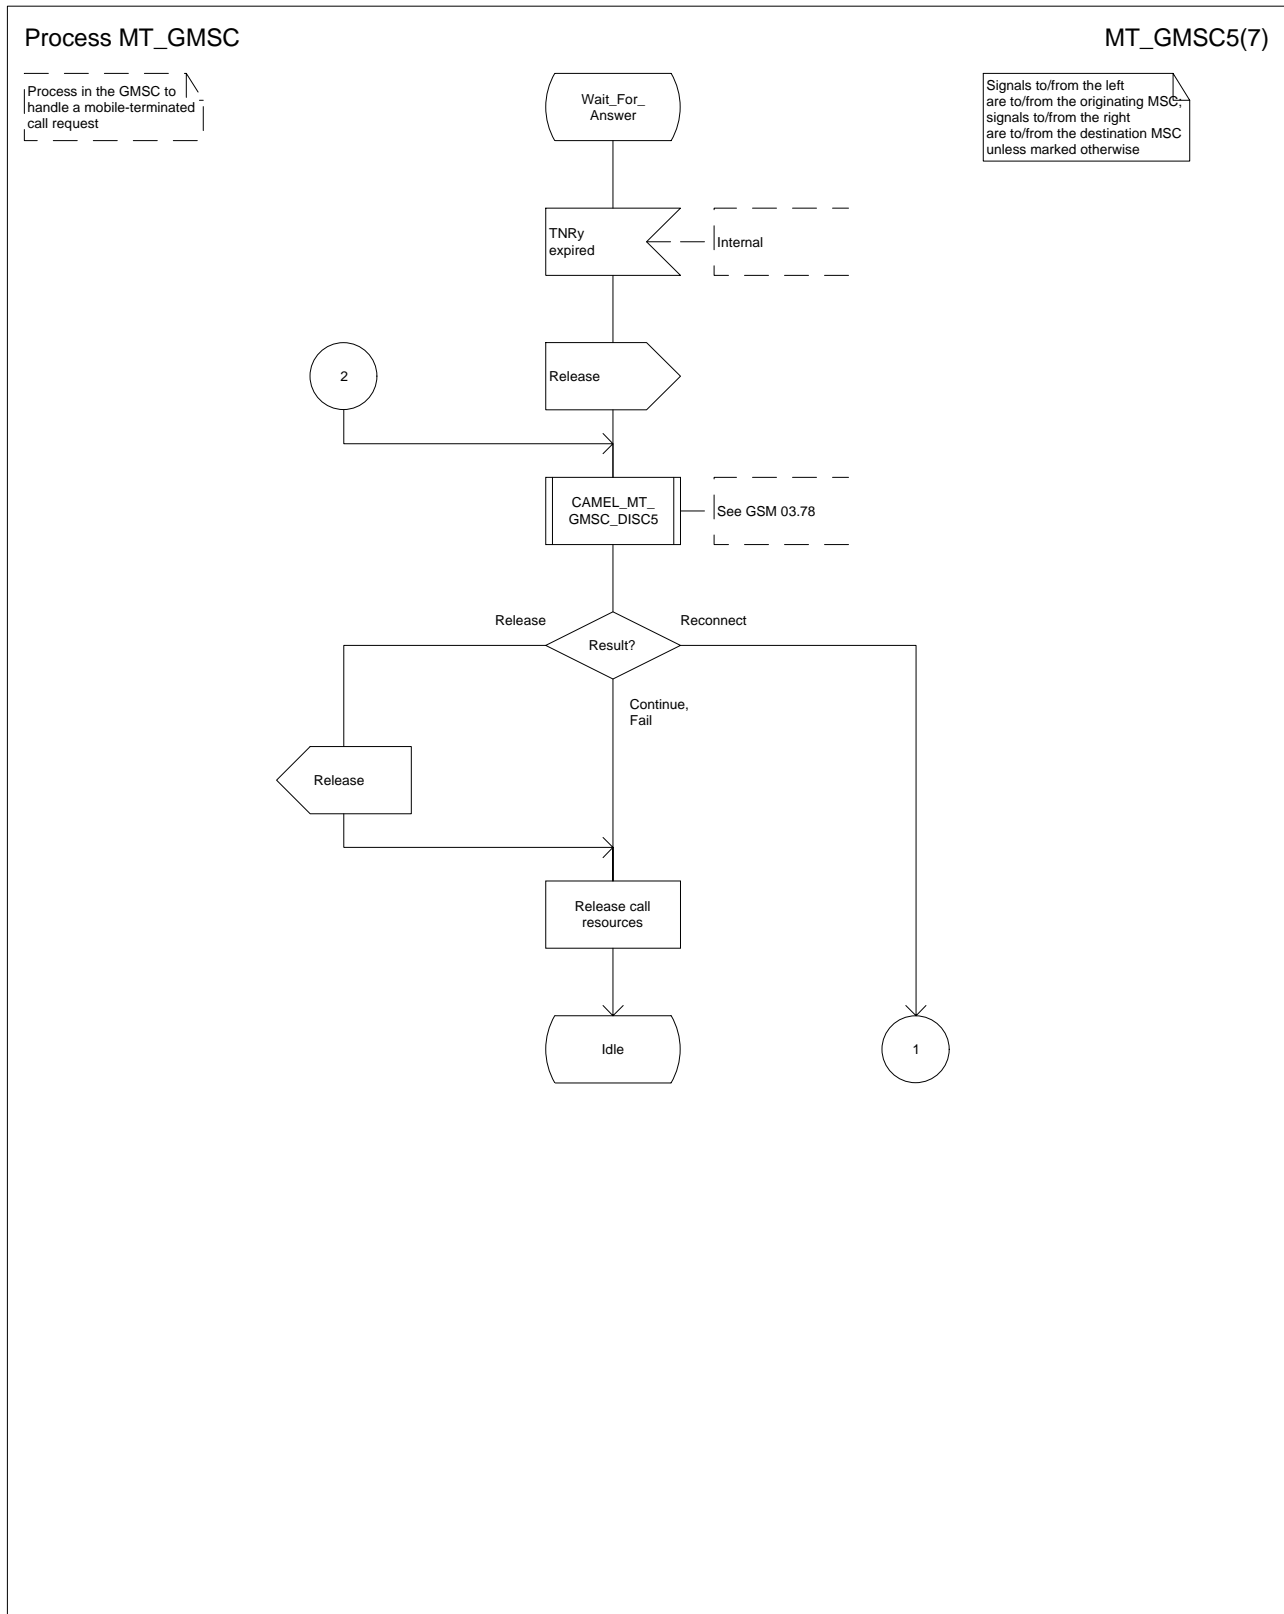 Process MT_GMSC
MT_GMSC5(7)
Process in the GMSC to
handle a mobile-terminated
call request
Signals to/from the left
are to/from the originating MSC;
signals to/from the right
are to/from the destination MSC
unless marked otherwise
Wait_For_
Answer
TNRy
expired
Internal
2
Release
CAMEL_MT_
GMSC_DISC5
See GSM 03.78
Release
Reconnect
Result?
Continue,
Fail
Release
Release call
resources
Idle
1